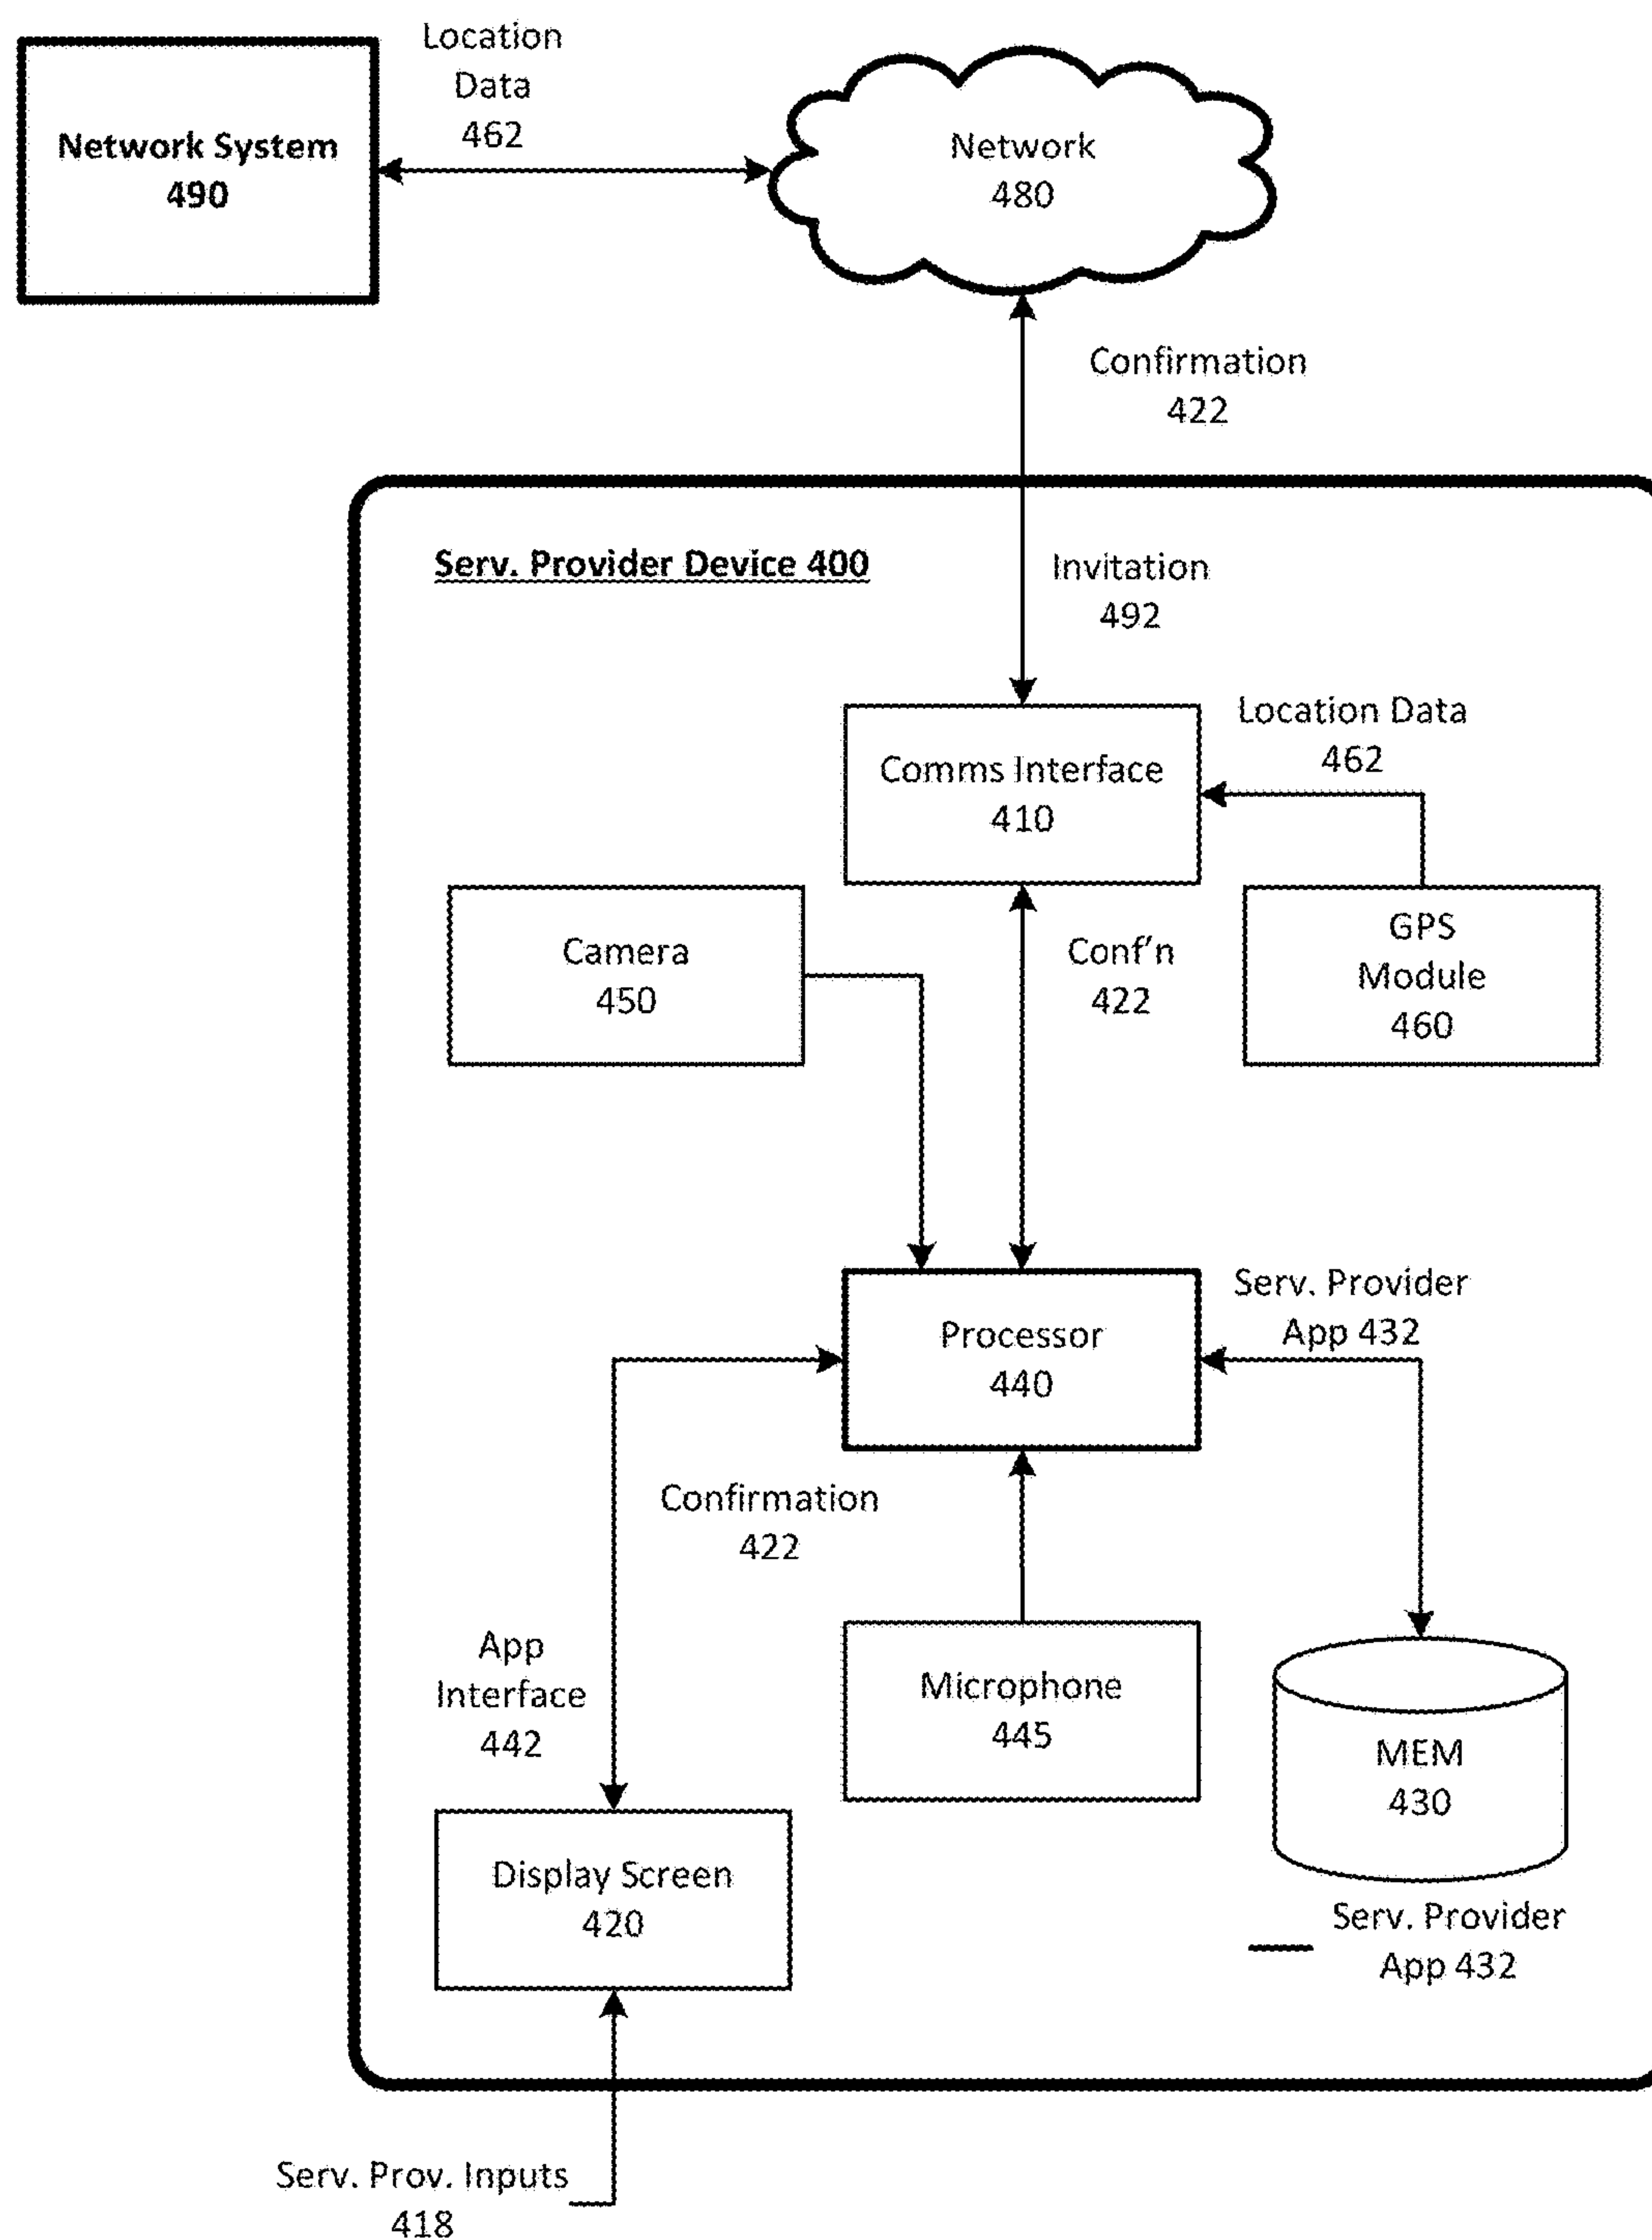 Location
Data
462
Network System
490
Network
480
Confirmation
422
Serv. Provider Device 400
Invitation
492
Location Data
462
Comms Interface
410
Camera
450
Conf'n
422
GPS
Module
460
Serv. Provider
App 432
Processor
440
Confirmation
422
App
Interface
442
Microphone
445
MEM
430
Display Screen
420
Serv. Provider
App 432
Serv. Prov. Inputs
418